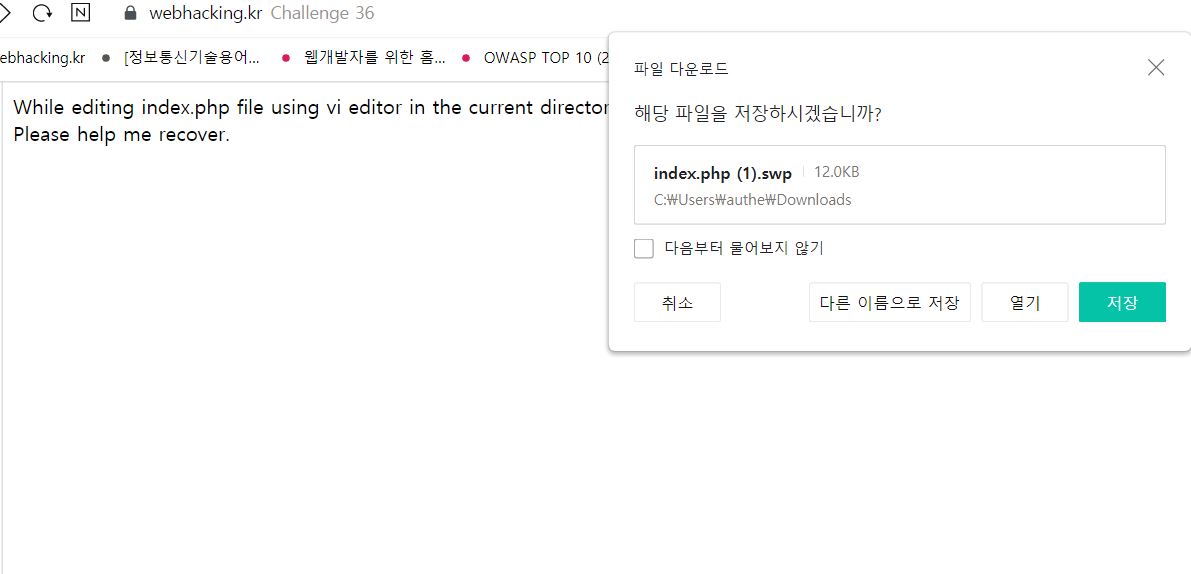 webhacking.kr Challenge 36
ebhacking.kr [정보통신기술용어... 웹개발자를 위한 홈... OWASP TOP 10 (2
While editing index.php file using vi editor in the current director
Please help me recover.
파일 다운로드
해당 파일을 저장하시겠습니까?
index.php (1).swp 12.0KB
C:₩Users₩authe₩Downloads
다음부터 물어보지 않기
취소 다른 이름으로 저장 열기 저장